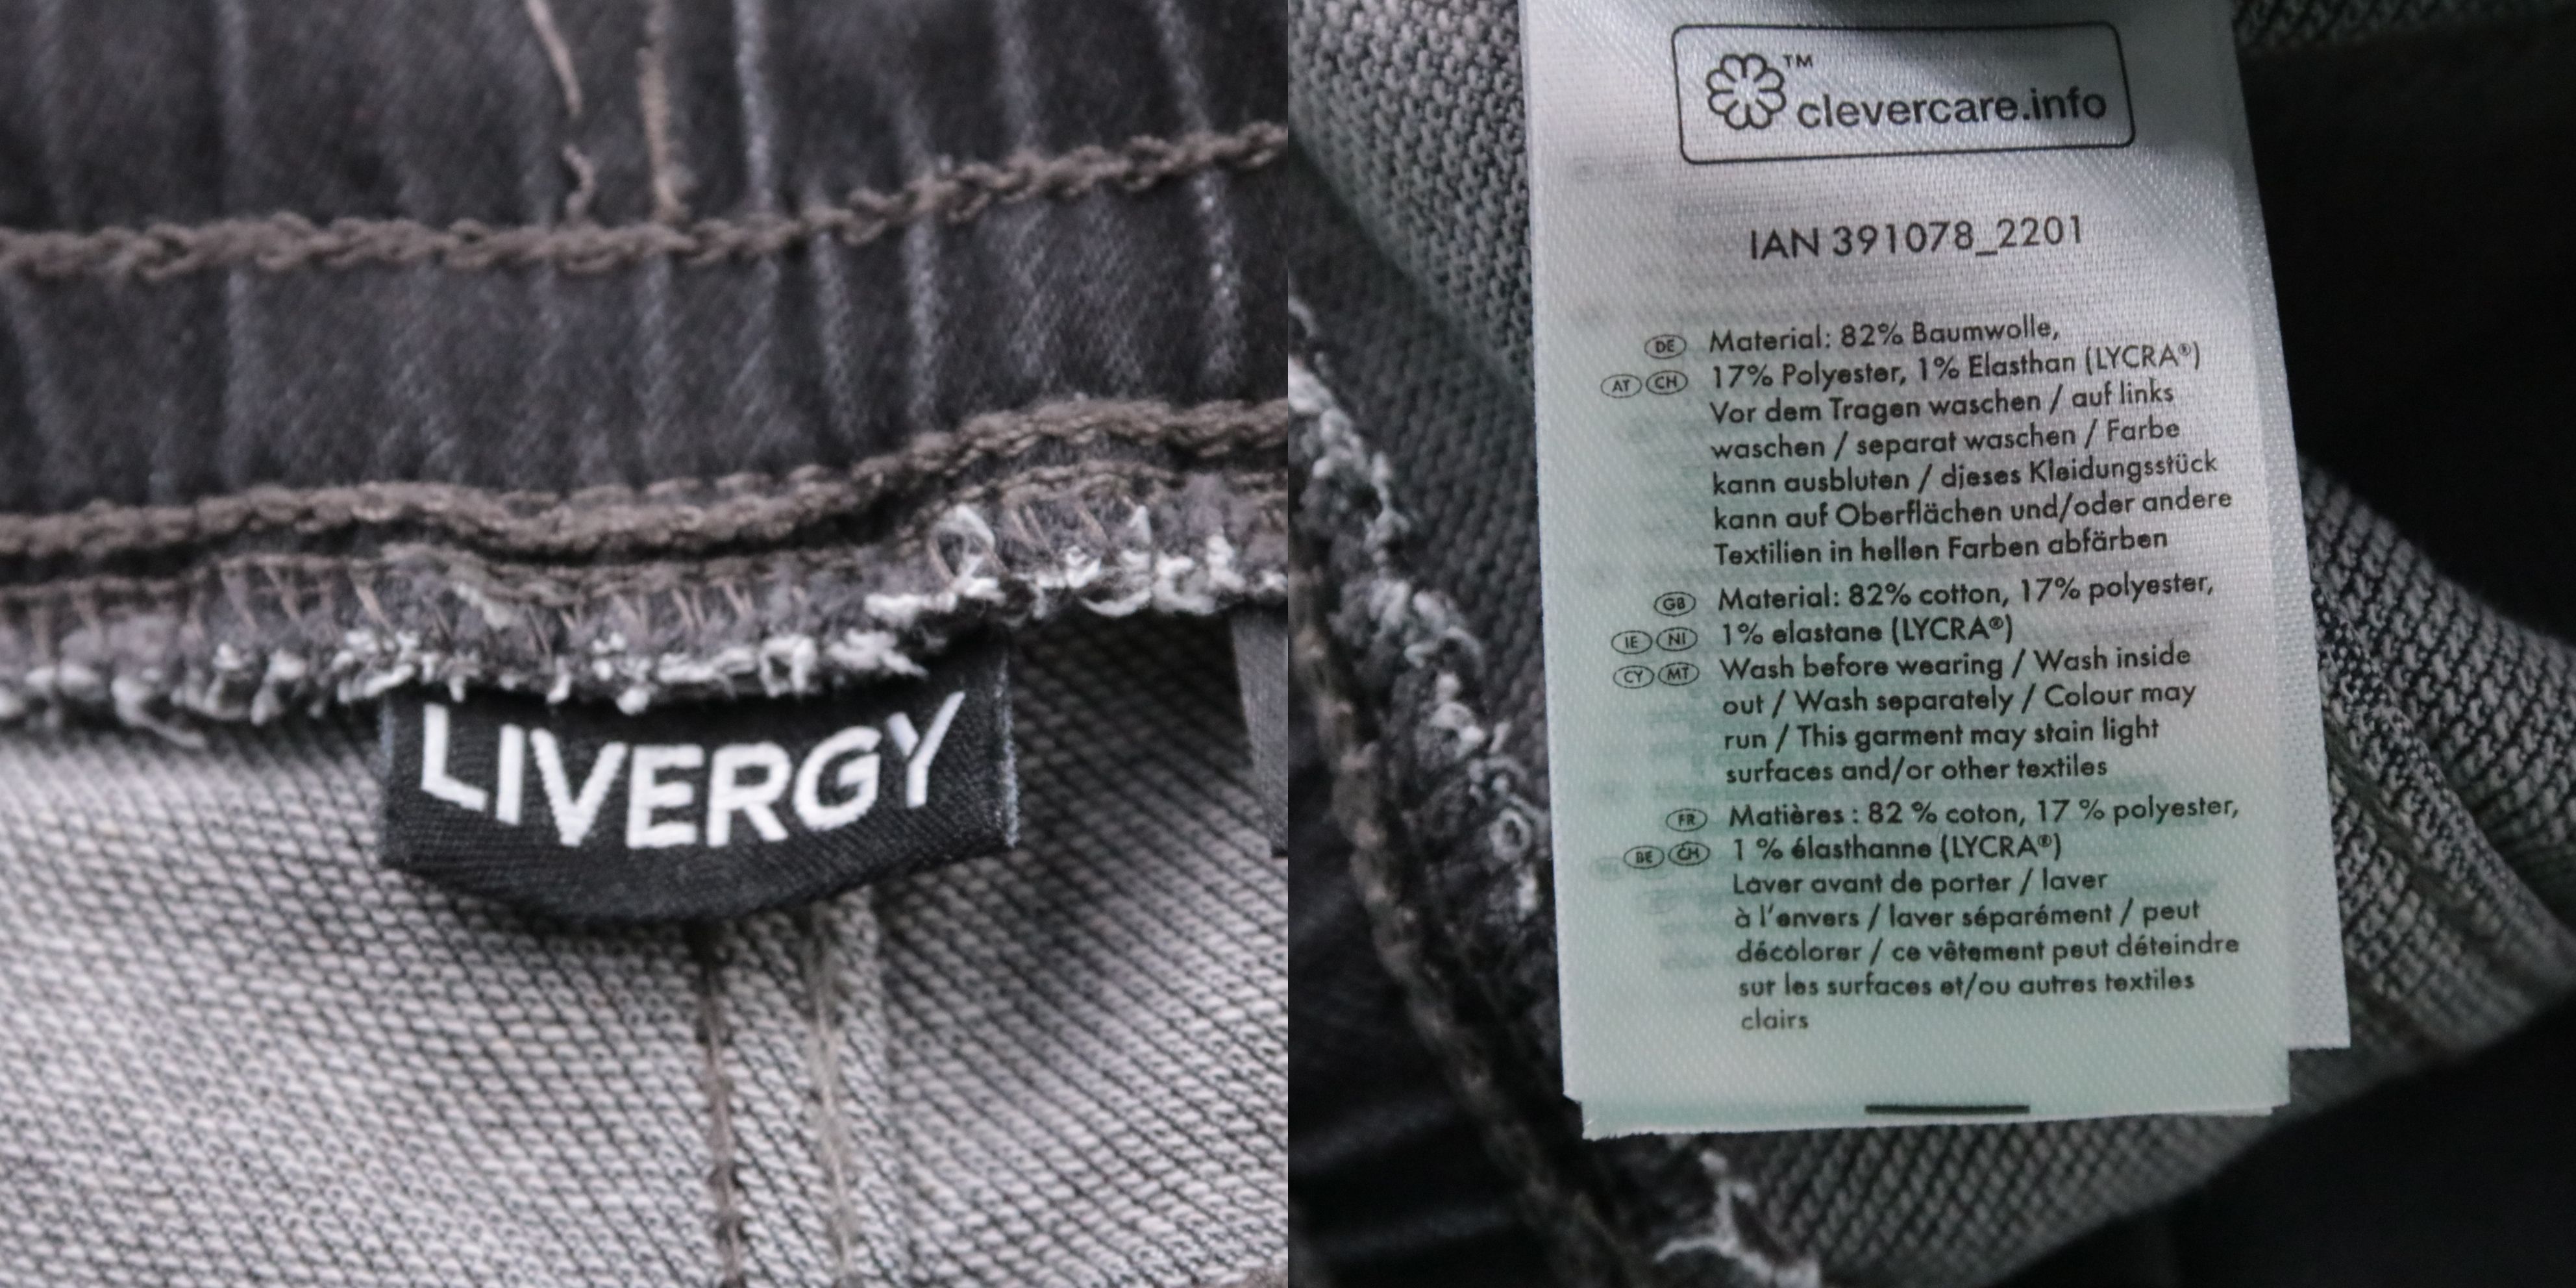 LIVERGY
™
clevercare.info
IAN 391078_2201
DE Material: 82% Baumwolle,
AT CH 17% Polyester, 1% Elasthan (LYCRA®)
Vor dem Tragen waschen / auf links
waschen / separat waschen / Farbe
kann ausbluten / dieses Kleidungsstück
kann auf Oberflächen und/oder andere
Textilien in hellen Farben abfärben
GB Material: 82% cotton, 17% polyester,
IE NI 1% elastane (LYCRA®)
CY MT Wash before wearing / Wash inside
out / Wash separately / Colour may
run / This garment may stain light
surfaces and/or other textiles
FR Matières : 82 % coton, 17 % polyester,
BE CH 1 % élasthanne (LYCRA®)
Laver avant de porter / laver
à l'envers / laver séparément / peut
décolorer / ce vêtement peut déteindre
sur les surfaces et/ou autres textiles
clairs